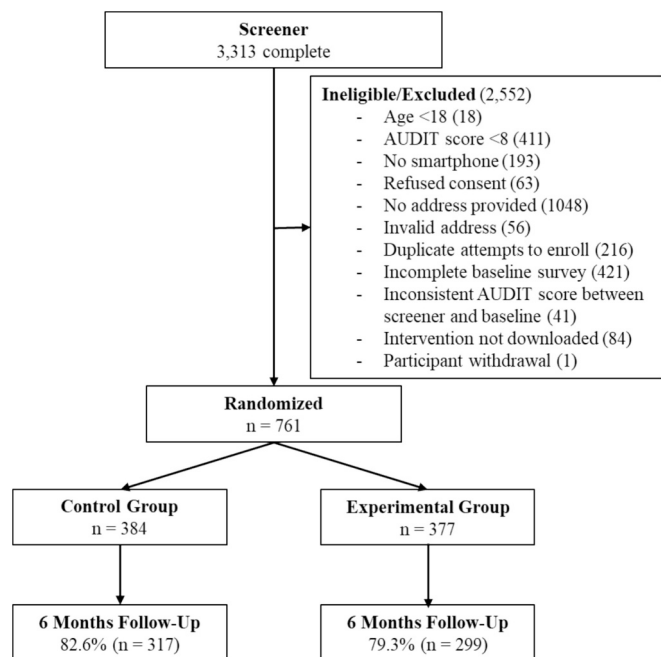 Screener
3,313 complete
Ineligible/Excluded (2,552)
- Age <18 (18)
- AUDIT score <8 (411)
- No smartphone (193)
- Refused consent (63)
- No address provided (1048)
- Invalid address (56)
- Duplicate attempts to enroll (216)
- Incomplete baseline survey (421)
- Inconsistent AUDIT score between
screener and baseline (41)
- Intervention not downloaded (84)
- Participant withdrawal (1)
Randomized
n = 761
Control Group
n = 384
Experimental Group
n = 377
6 Months Follow-Up
82.6% (n = 317)
6 Months Follow-Up
79.3% (n = 299)